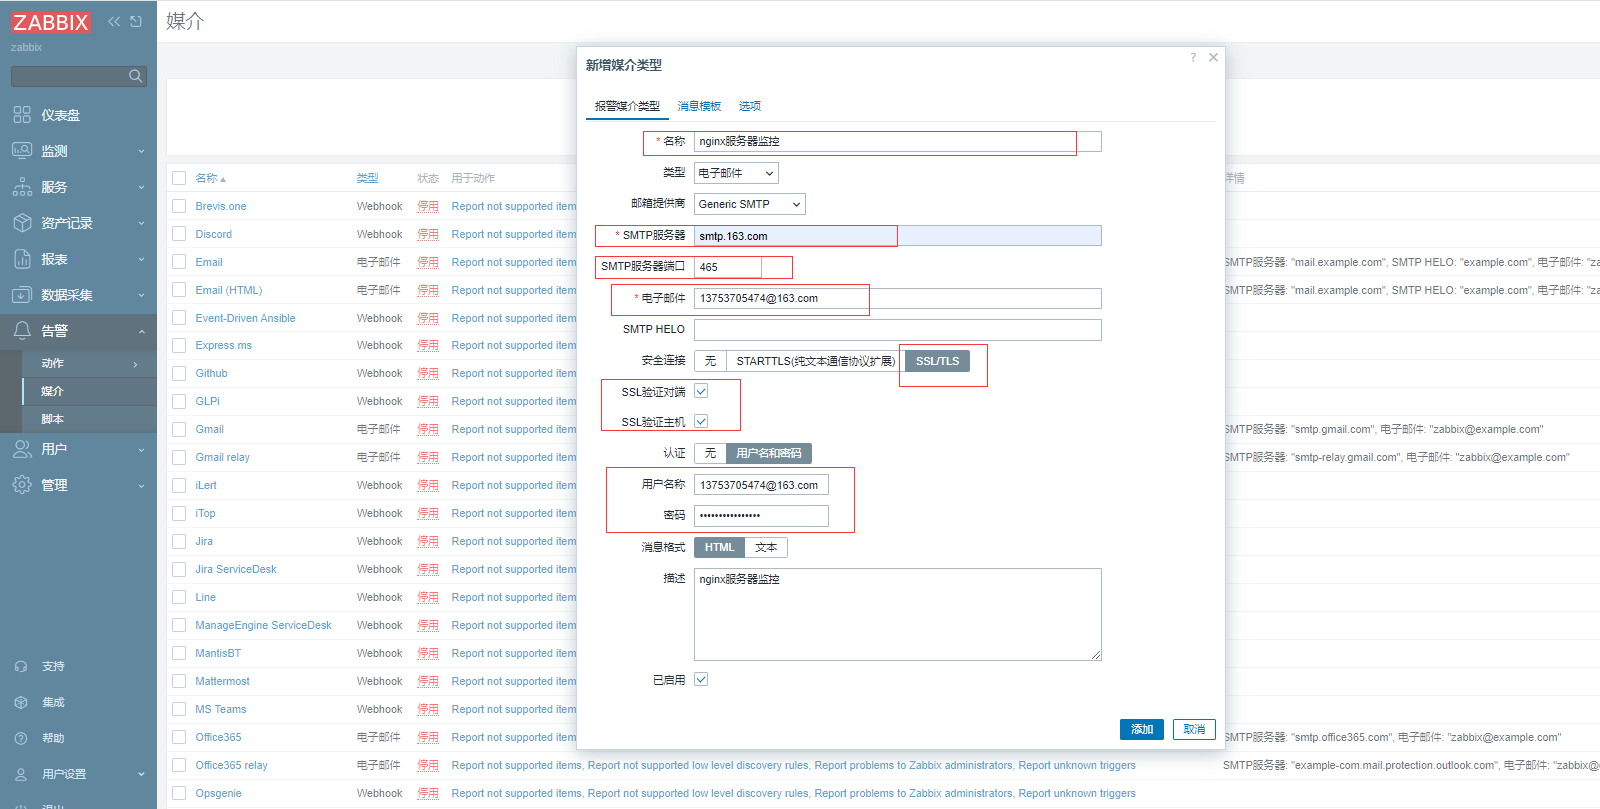 ZABBIX
zabbix
仪表盘
监测
服务
资产记录
报表
数据采集
告警
动作
媒介
脚本
用户
管理
支持
集成
帮助
用户设置
媒介
新增媒介类型
?
报警媒介类型 消息模板 选项
* 名称 nginx服务器监控
类型 电子邮件
邮箱提供商 Generic SMTP
* SMTP服务器 smtp.163.com
SMTP服务器端口 465
* 电子邮件 13753705474@163.com
SMTP HELO
安全连接 无 STARTTLS(纯文本通信协议扩展) SSL/TLS
SSL验证对端
SSL验证主机
认证 无 用户名和密码
用户名称 13753705474@163.com
密码 ••••••••••••••••
消息格式 HTML 文本
描述 nginx服务器监控
已启用
添加 取消
名称 类型 状态 用于动作 详情
Brevis.one Webhook 停用 Report not supported item
Discord Webhook 停用 Report not supported item
Email 电子邮件 停用 Report not supported item SMTP服务器: "mail.example.com", SMTP HELO: "example.com", 电子邮件: "za
Email (HTML) 电子邮件 停用 Report not supported item SMTP服务器: "mail.example.com", SMTP HELO: "example.com", 电子邮件: "za
Event-Driven Ansible Webhook 停用 Report not supported item
Express.ms Webhook 停用 Report not supported item
Github Webhook 停用 Report not supported item
GLPi Webhook 停用 Report not supported item
Gmail 电子邮件 停用 Report not supported item SMTP服务器: "smtp.gmail.com", 电子邮件: "zabbix@example.com"
Gmail relay 电子邮件 停用 Report not supported item SMTP服务器: "smtp-relay.gmail.com", 电子邮件: "zabbix@example.com"
iLert Webhook 停用 Report not supported item
iTop Webhook 停用 Report not supported item
Jira Webhook 停用 Report not supported item
Jira ServiceDesk Webhook 停用 Report not supported item
Line Webhook 停用 Report not supported item
ManageEngine ServiceDesk Webhook 停用 Report not supported item
MantisBT Webhook 停用 Report not supported item
Mattermost Webhook 停用 Report not supported item
MS Teams Webhook 停用 Report not supported item
Office365 电子邮件 停用 Report not supported item SMTP服务器: "smtp.office365.com", 电子邮件: "zabbix@example.com"
Office365 relay 电子邮件 停用 Report not supported items, Report not supported low level discovery rules, Report problems to Zabbix administrators, Report unknown triggers SMTP服务器: "example-com.mail.protection.outlook.com", 电子邮件: "zabbix@
Opsgenie Webhook 停用 Report not supported items, Report not supported low level discovery rules, Report problems to Zabbix administrators, Report unknown triggers